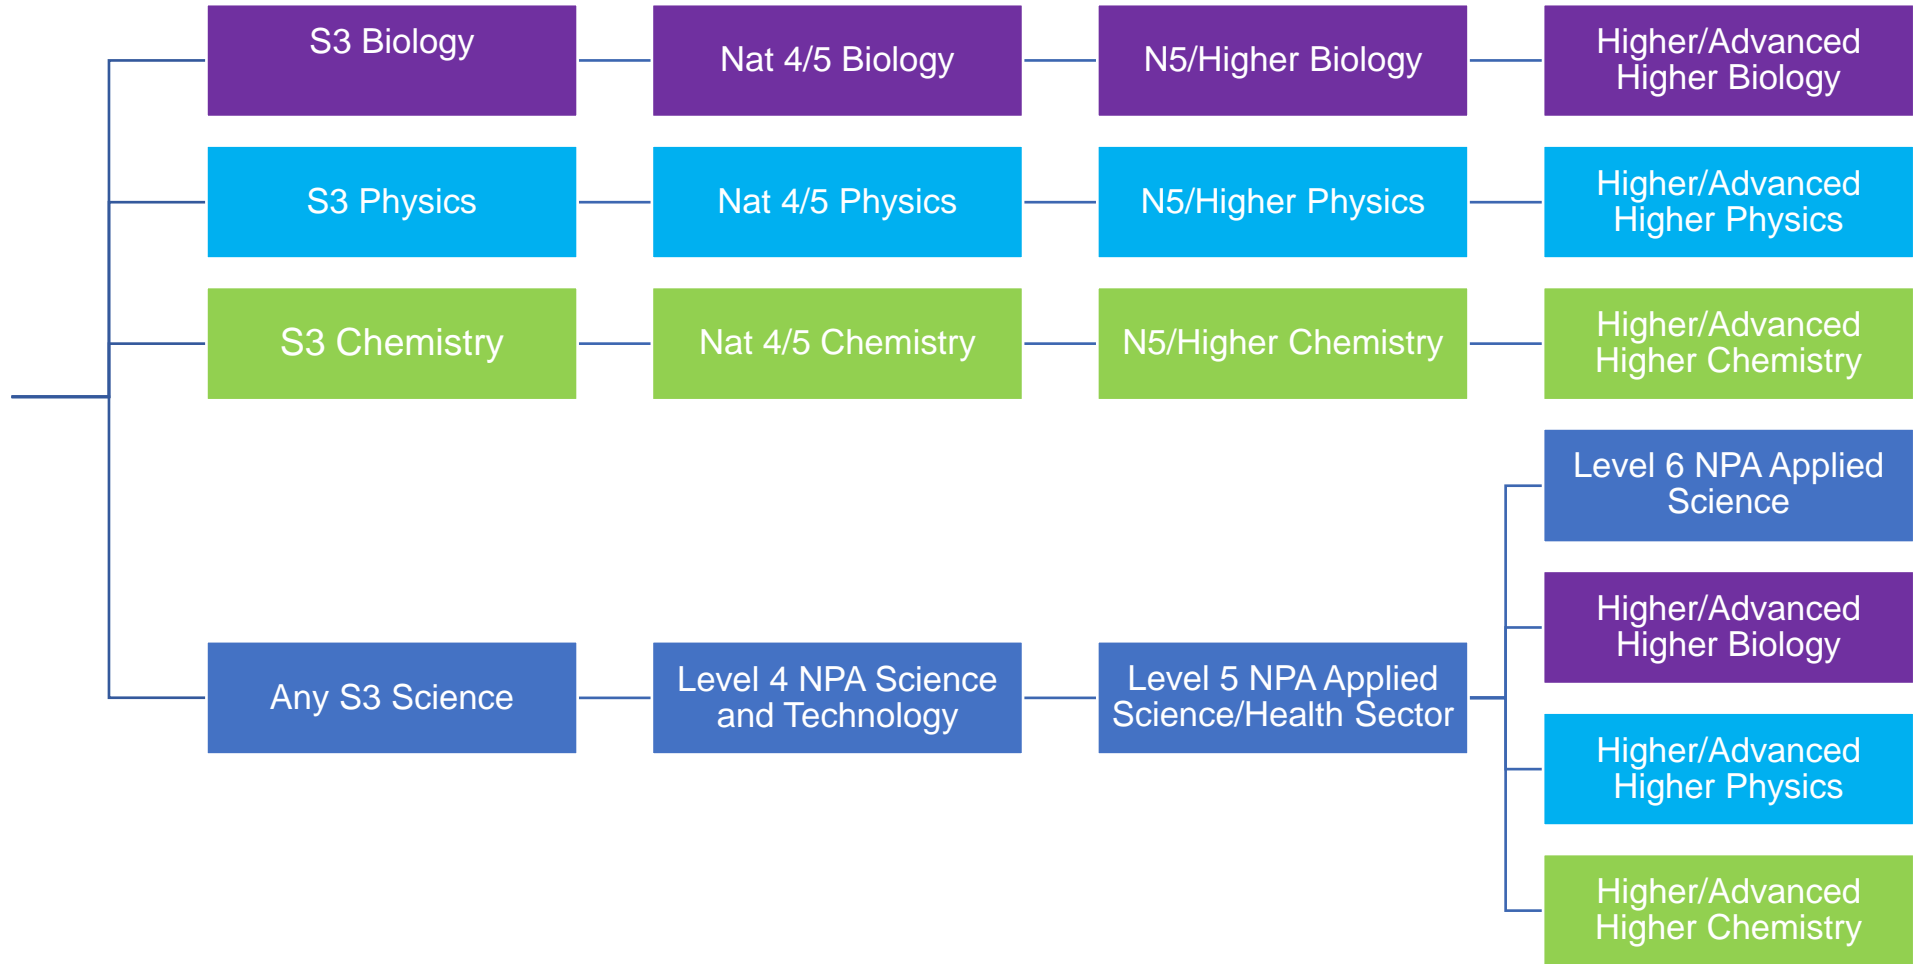 S3 Biology
Nat 4/5 Biology
N5/Higher Biology
Higher/Advanced
Higher Biology
S3 Physics
Nat 4/5 Physics
N5/Higher Physics
Higher/Advanced
Higher Physics
S3 Chemistry
Nat 4/5 Chemistry
N5/Higher Chemistry
Higher/Advanced
Higher Chemistry
Any S3 Science
Level 4 NPA Science
and Technology
Level 5 NPA Applied
Science/Health Sector
Level 6 NPA Applied
Science
Higher/Advanced
Higher Biology
Higher/Advanced
Higher Physics
Higher/Advanced
Higher Chemistry